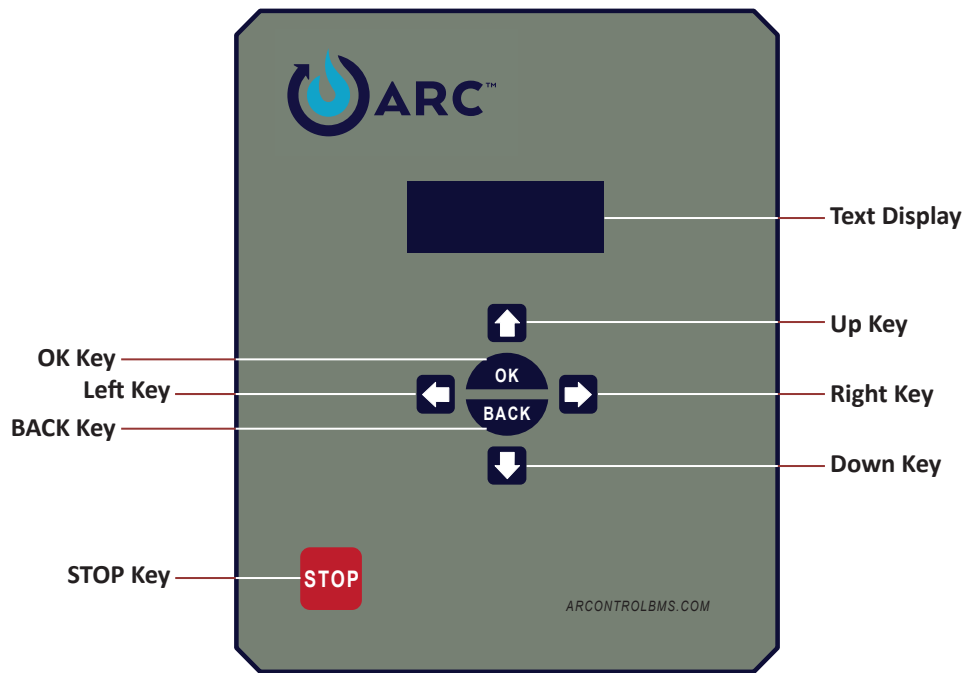 ARC™
Text Display
Up Key
OK Key
OK
Left Key
Right Key
BACK
BACK Key
Down Key
STOP Key
STOP
ARCONTROLBMS.COM